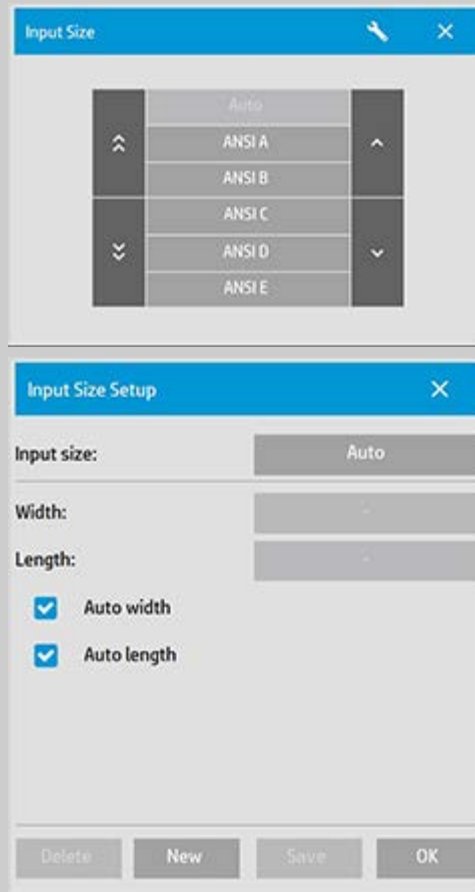 Input Size
Auto
ANSI A
ANSI B
ANSI C
ANSI D
ANSI E
Input Size Setup
Input size: Auto
Width: -
Length: -
Auto width
Auto length
Delete New Save OK